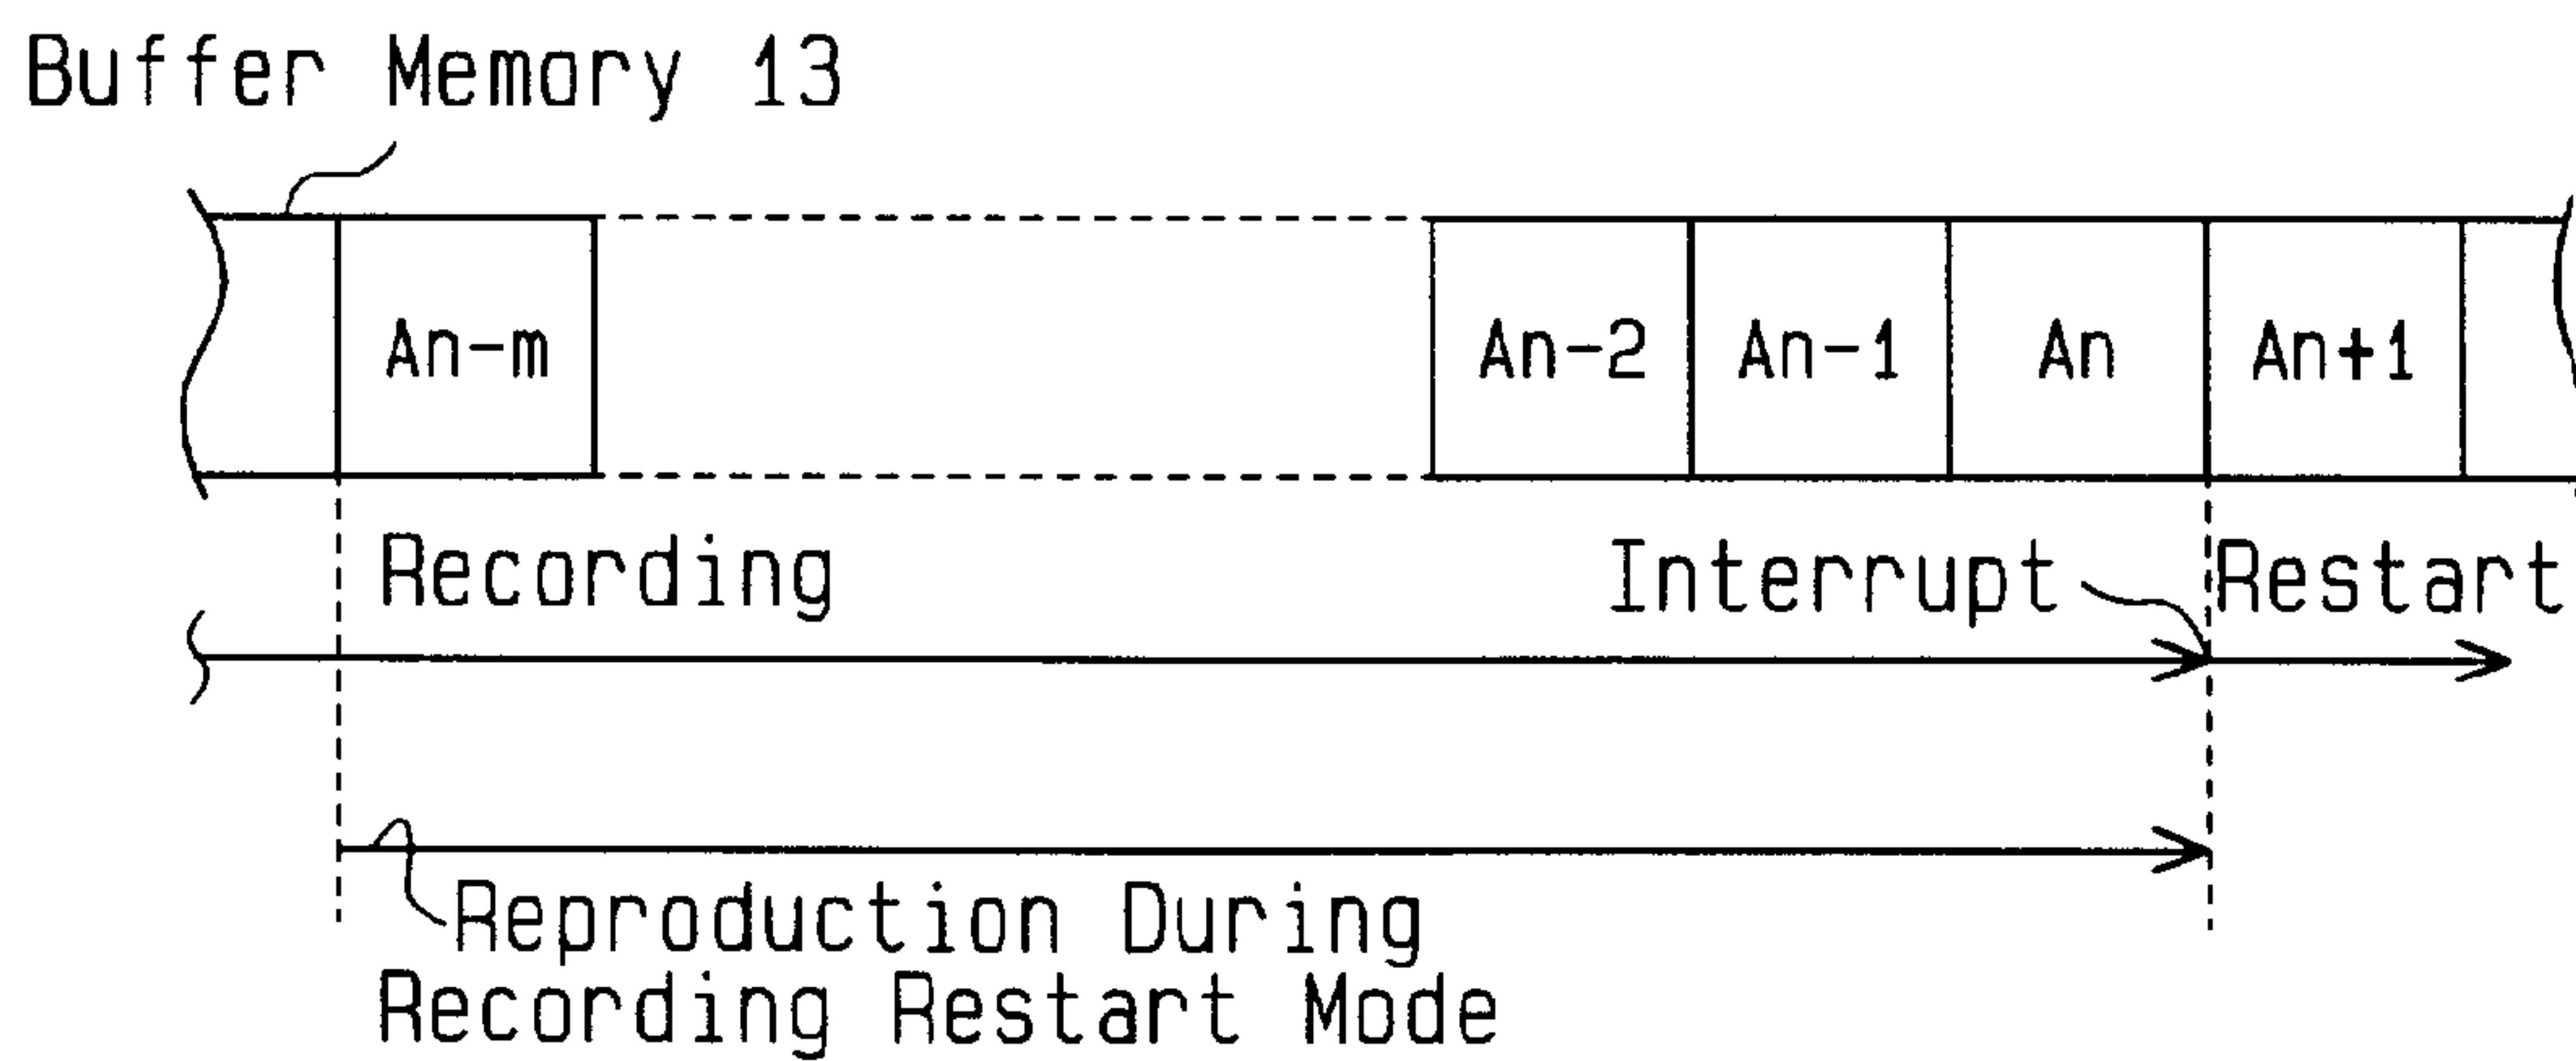 Buffer Memory 13
An-m
An-2
An-1
An
An+1
Recording
Interrupt
Restart
Reproduction During
Recording Restart Mode